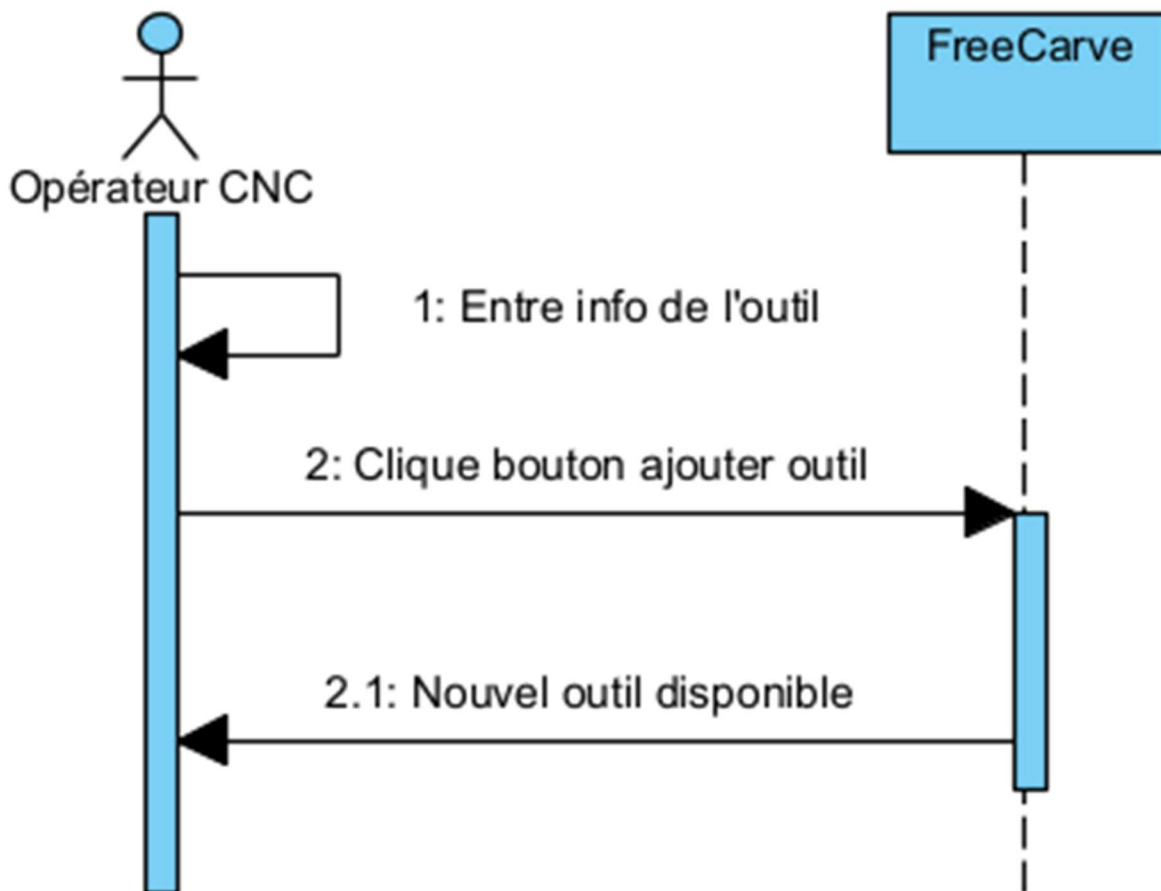 FreeCarve
Opérateur CNC
1: Entre info de l'outil
2: Clique bouton ajouter outil
2.1: Nouvel outil disponible